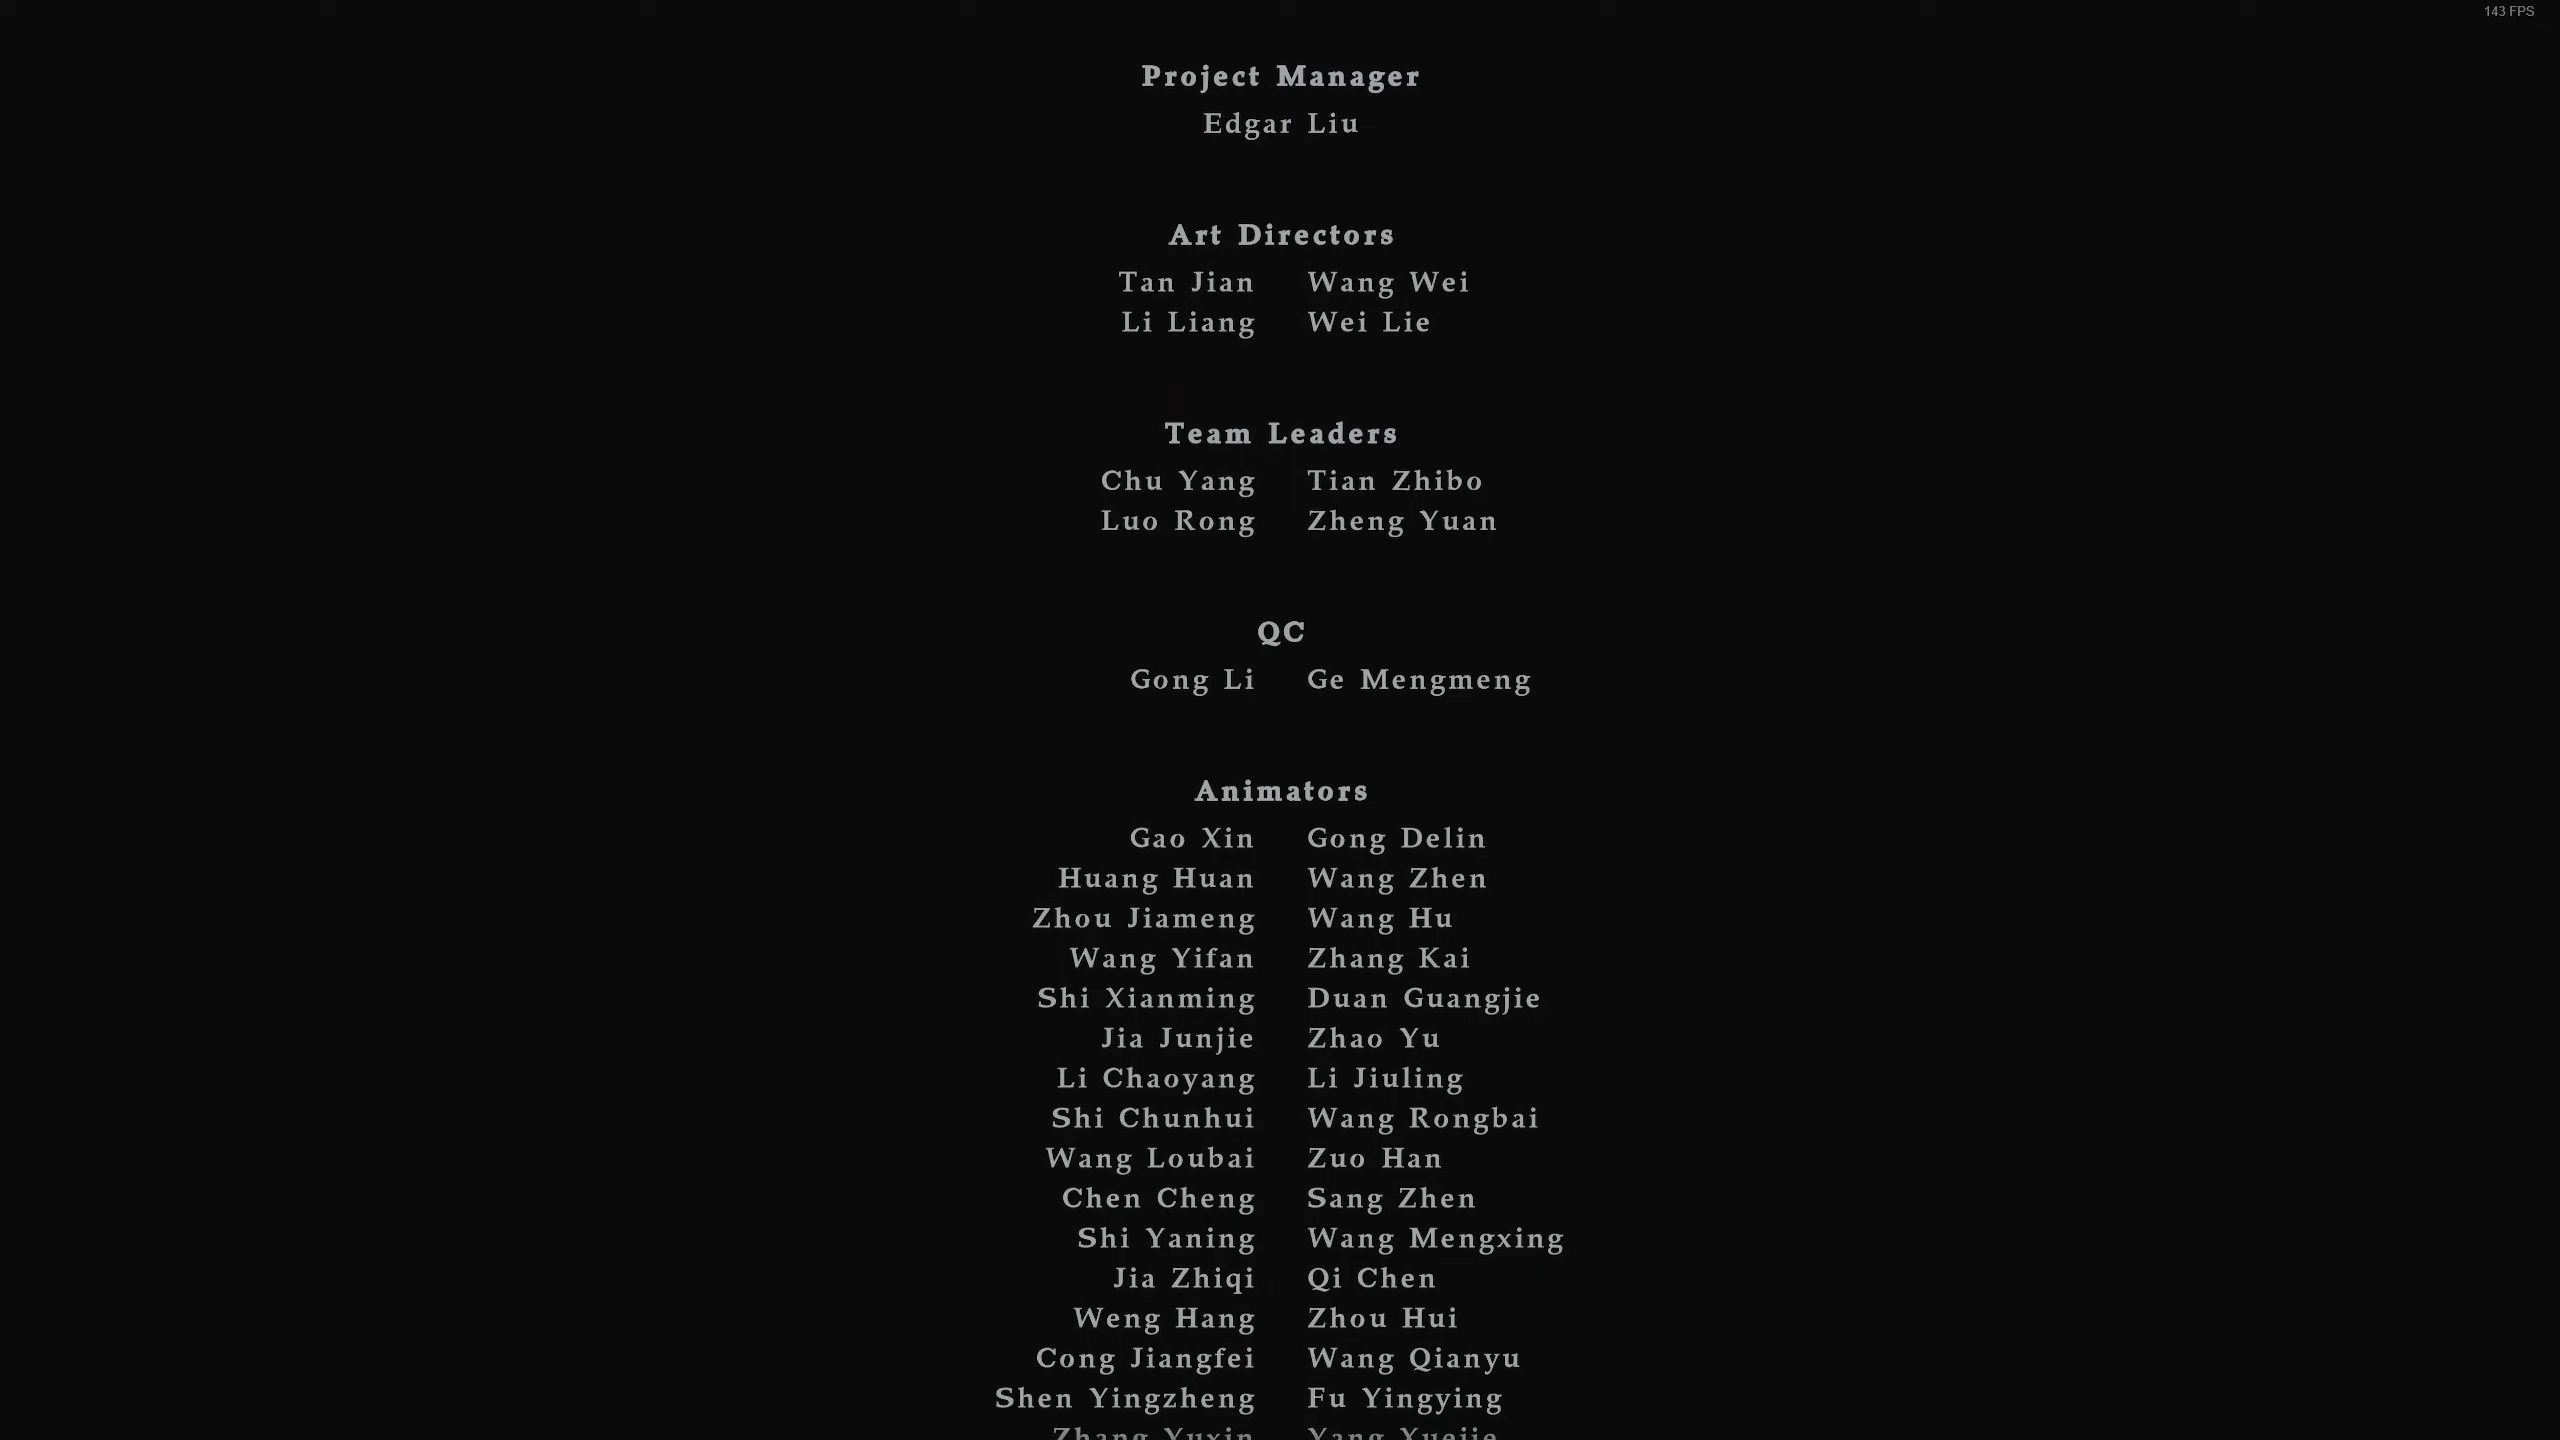 143 FPS
Project Manager
Edgar Liu
Art Directors
Tan Jian Wang Wei
Li Liang Wei Lie
Team Leaders
Chu Yang Tian Zhibo
Luo Rong Zheng Yuan
QC
Gong Li Ge Mengmeng
Animators
Gao Xin Gong Delin
Huang Huan Wang Zhen
Zhou Jiameng Wang Hu
Wang Yifan Zhang Kai
Shi Xianming Duan Guangjie
Jia Junjie Zhao Yu
Li Chaoyang Li Jiuling
Shi Chunhui Wang Rongbai
Wang Loubai Zuo Han
Chen Cheng Sang Zhen
Shi Yaning Wang Mengxing
Jia Zhiqi Qi Chen
Weng Hang Zhou Hui
Cong Jiangfei Wang Qianyu
Shen Yingzheng Fu Yingying
Zhang Yuxin Yang Xuejie